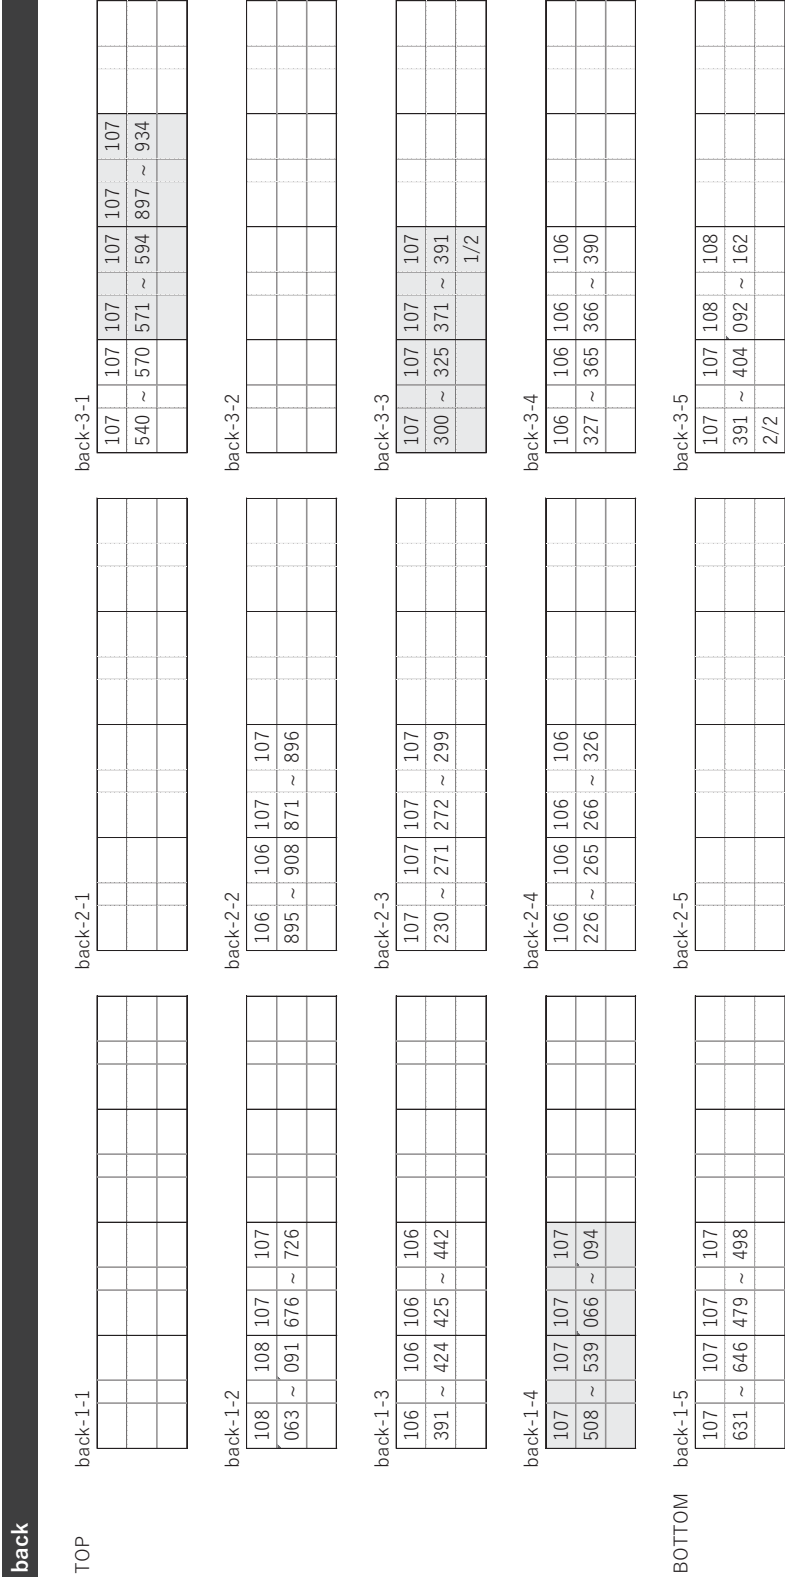 back
TOP
back-1-1 back-2-1 back-3-1
107 107 107 107 107 107
540 ~ 570 571 ~ 594 897 ~ 934
back-1-2 back-2-2 back-3-2
108 108 107 107 106 106 107 107
063 ~ 091 676 ~ 726 895 ~ 908 871 ~ 896
back-1-3 back-2-3 back-3-3
106 106 106 106 107 107 107 107 107 107 107 107
391 ~ 424 425 ~ 442 230 ~ 271 272 ~ 299 300 ~ 325 371 ~ 391
1/2
back-1-4 back-2-4 back-3-4
107 107 107 107 106 106 106 106 106 106 106 106
508 ~ 539 066 ~ 094 226 ~ 265 266 ~ 326 327 ~ 365 366 ~ 390
BOTTOM back-1-5 back-2-5 back-3-5
107 107 107 107 107 107 108 108
631 ~ 646 479 ~ 498 391 ~ 404 092 ~ 162
2/2